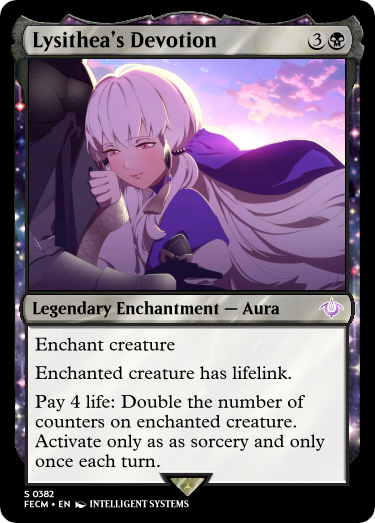 Lysithea's Devotion 3
Legendary Enchantment — Aura
Enchant creature
Enchanted creature has lifelink.
Pay 4 life: Double the number of
counters on enchanted creature.
Activate only as as sorcery and only
once each turn.
S 0382
FECM • EN INTELLIGENT SYSTEMS